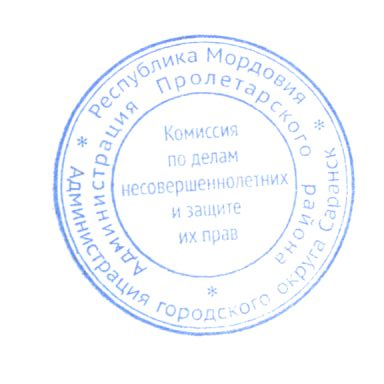 Республика Мордовия
* Администрация городского округа Саранск *
Администрация Пролетарского района *
Комиссия
по делам
несовершеннолетних
и защите
их прав